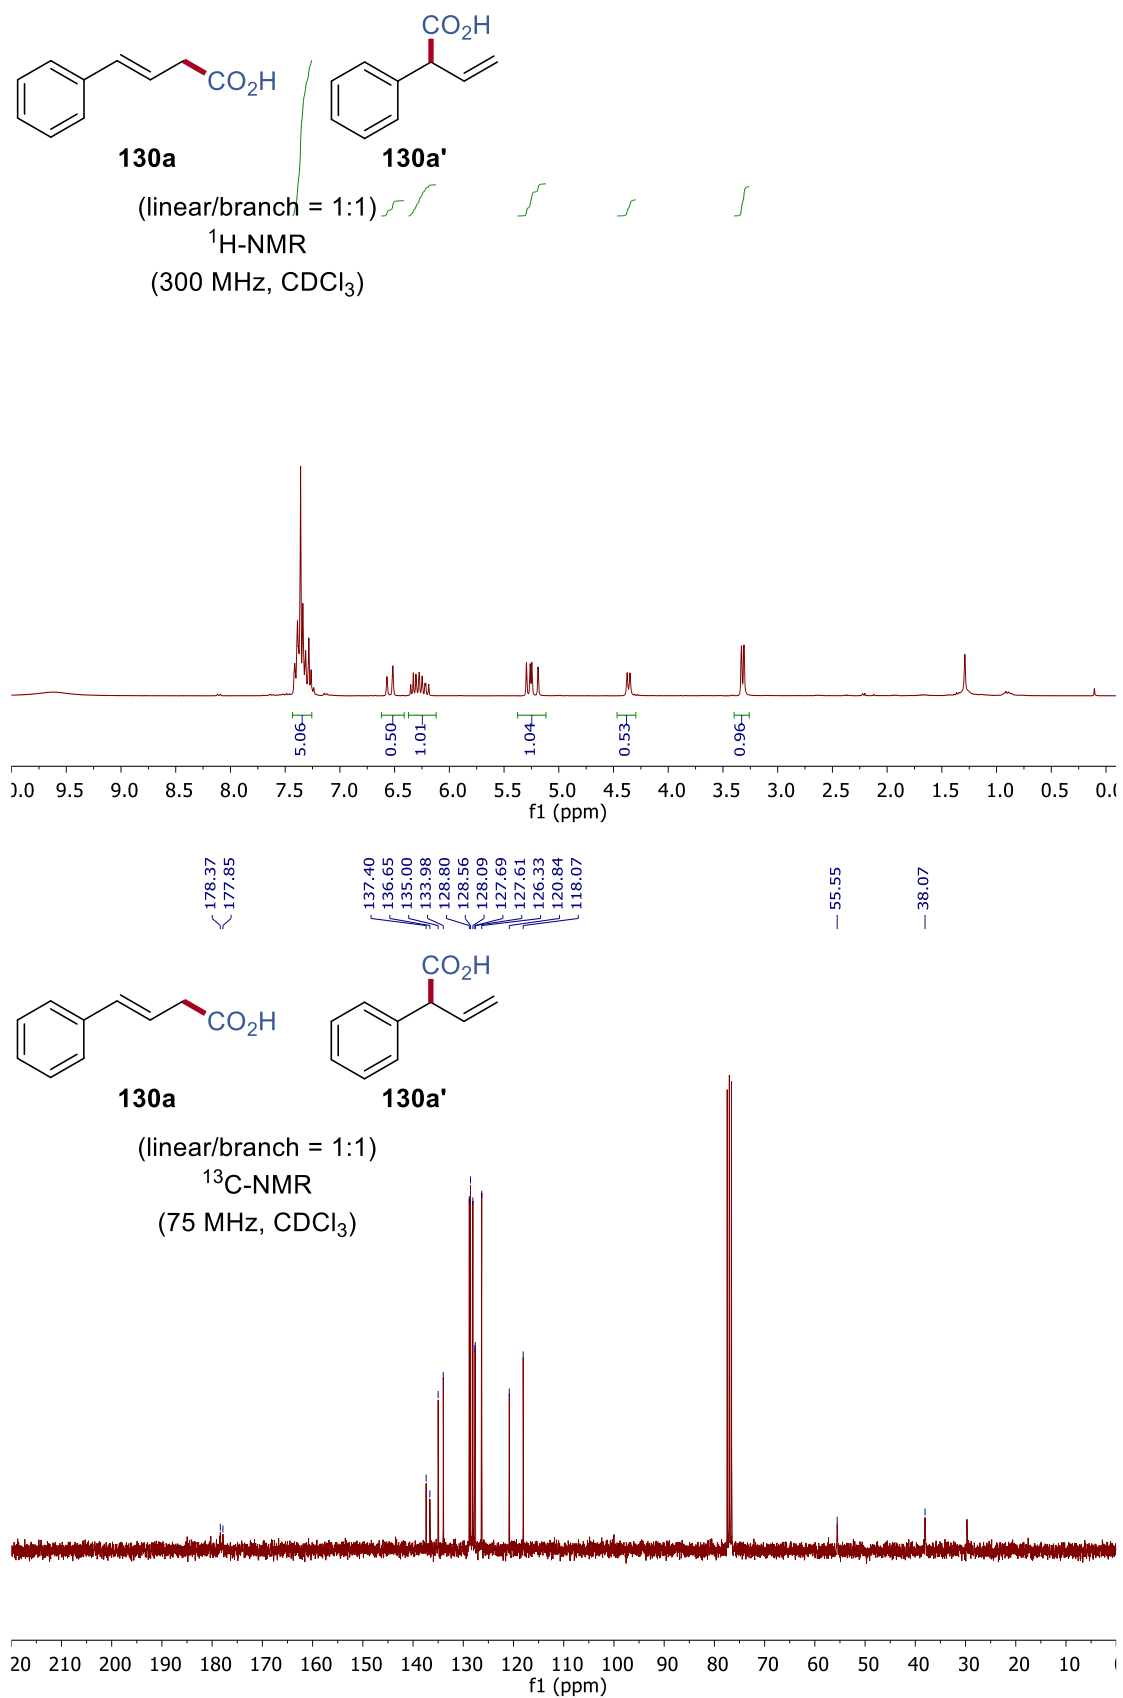 CO₂H
CO₂H
130a 130a'
(linear/branch = 1:1)
¹H-NMR
(300 MHz, CDCl₃)
5.06 0.50 1.01 1.04 0.53 0.96
0.0 9.5 9.0 8.5 8.0 7.5 7.0 6.5 6.0 5.5 5.0 4.5 4.0 3.5 3.0 2.5 2.0 1.5 1.0 0.5 0.0
f1 (ppm)
178.37 177.85 137.40 136.65 135.00 133.98 128.80 128.56 128.09 127.69 127.61 126.33 120.84 118.07 55.55 38.07
CO₂H
CO₂H
130a 130a'
(linear/branch = 1:1)
¹³C-NMR
(75 MHz, CDCl₃)
20 210 200 190 180 170 160 150 140 130 120 110 100 90 80 70 60 50 40 30 20 10 0
f1 (ppm)